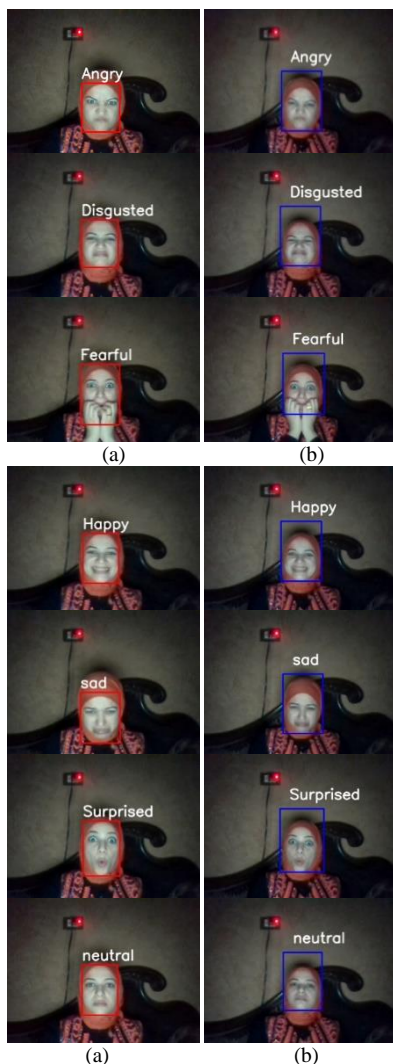 Angry Angry
Disgusted Disgusted
Fearful Fearful
(a) (b)
Happy Happy
sad sad
Surprised Surprised
neutral neutral
(a) (b)